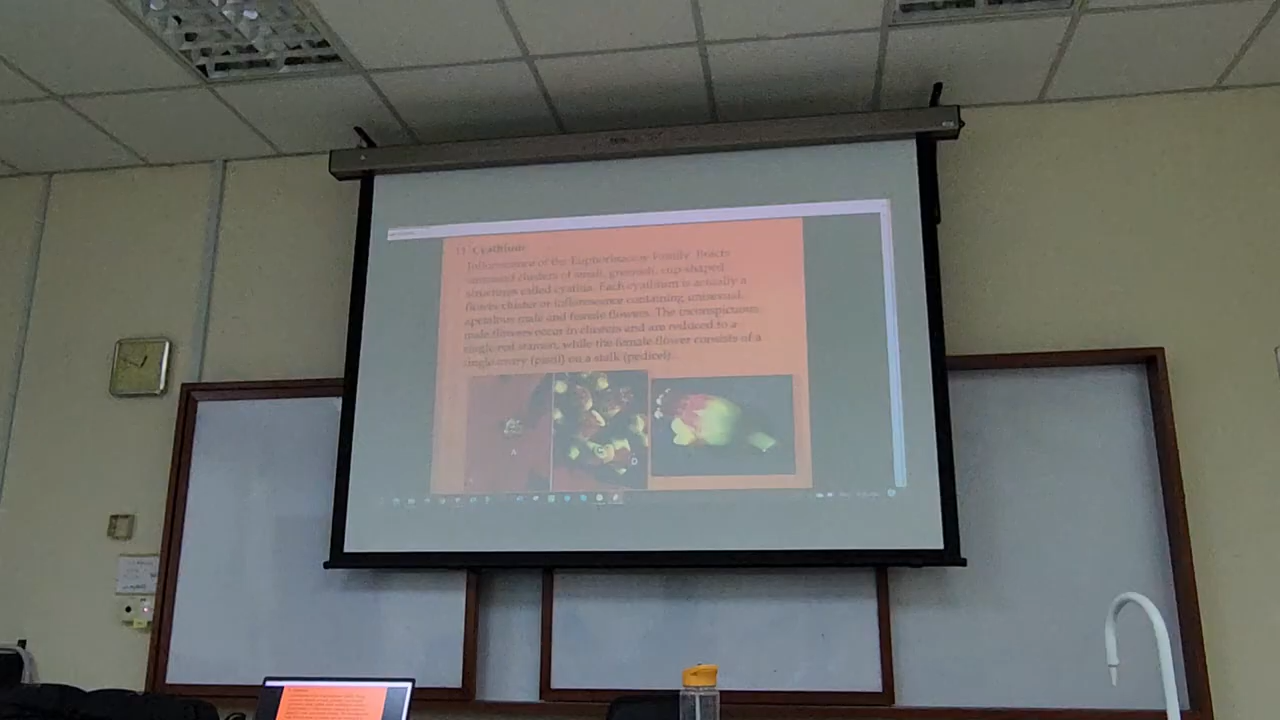 11 Cyathium
Inflorescence of the Euphorbiaceae Family. Bracts
surround clusters of small, greenish, cup-shaped
structures called cyathia. Each cyathium is actually a
flower cluster or inflorescence containing unisexual,
apetalous male and female flowers. The inconspicuous
male flowers occur in clusters and are reduced to a
single red stamen, while the female flower consists of a
single ovary (pistil) on a stalk (pedicel).
A